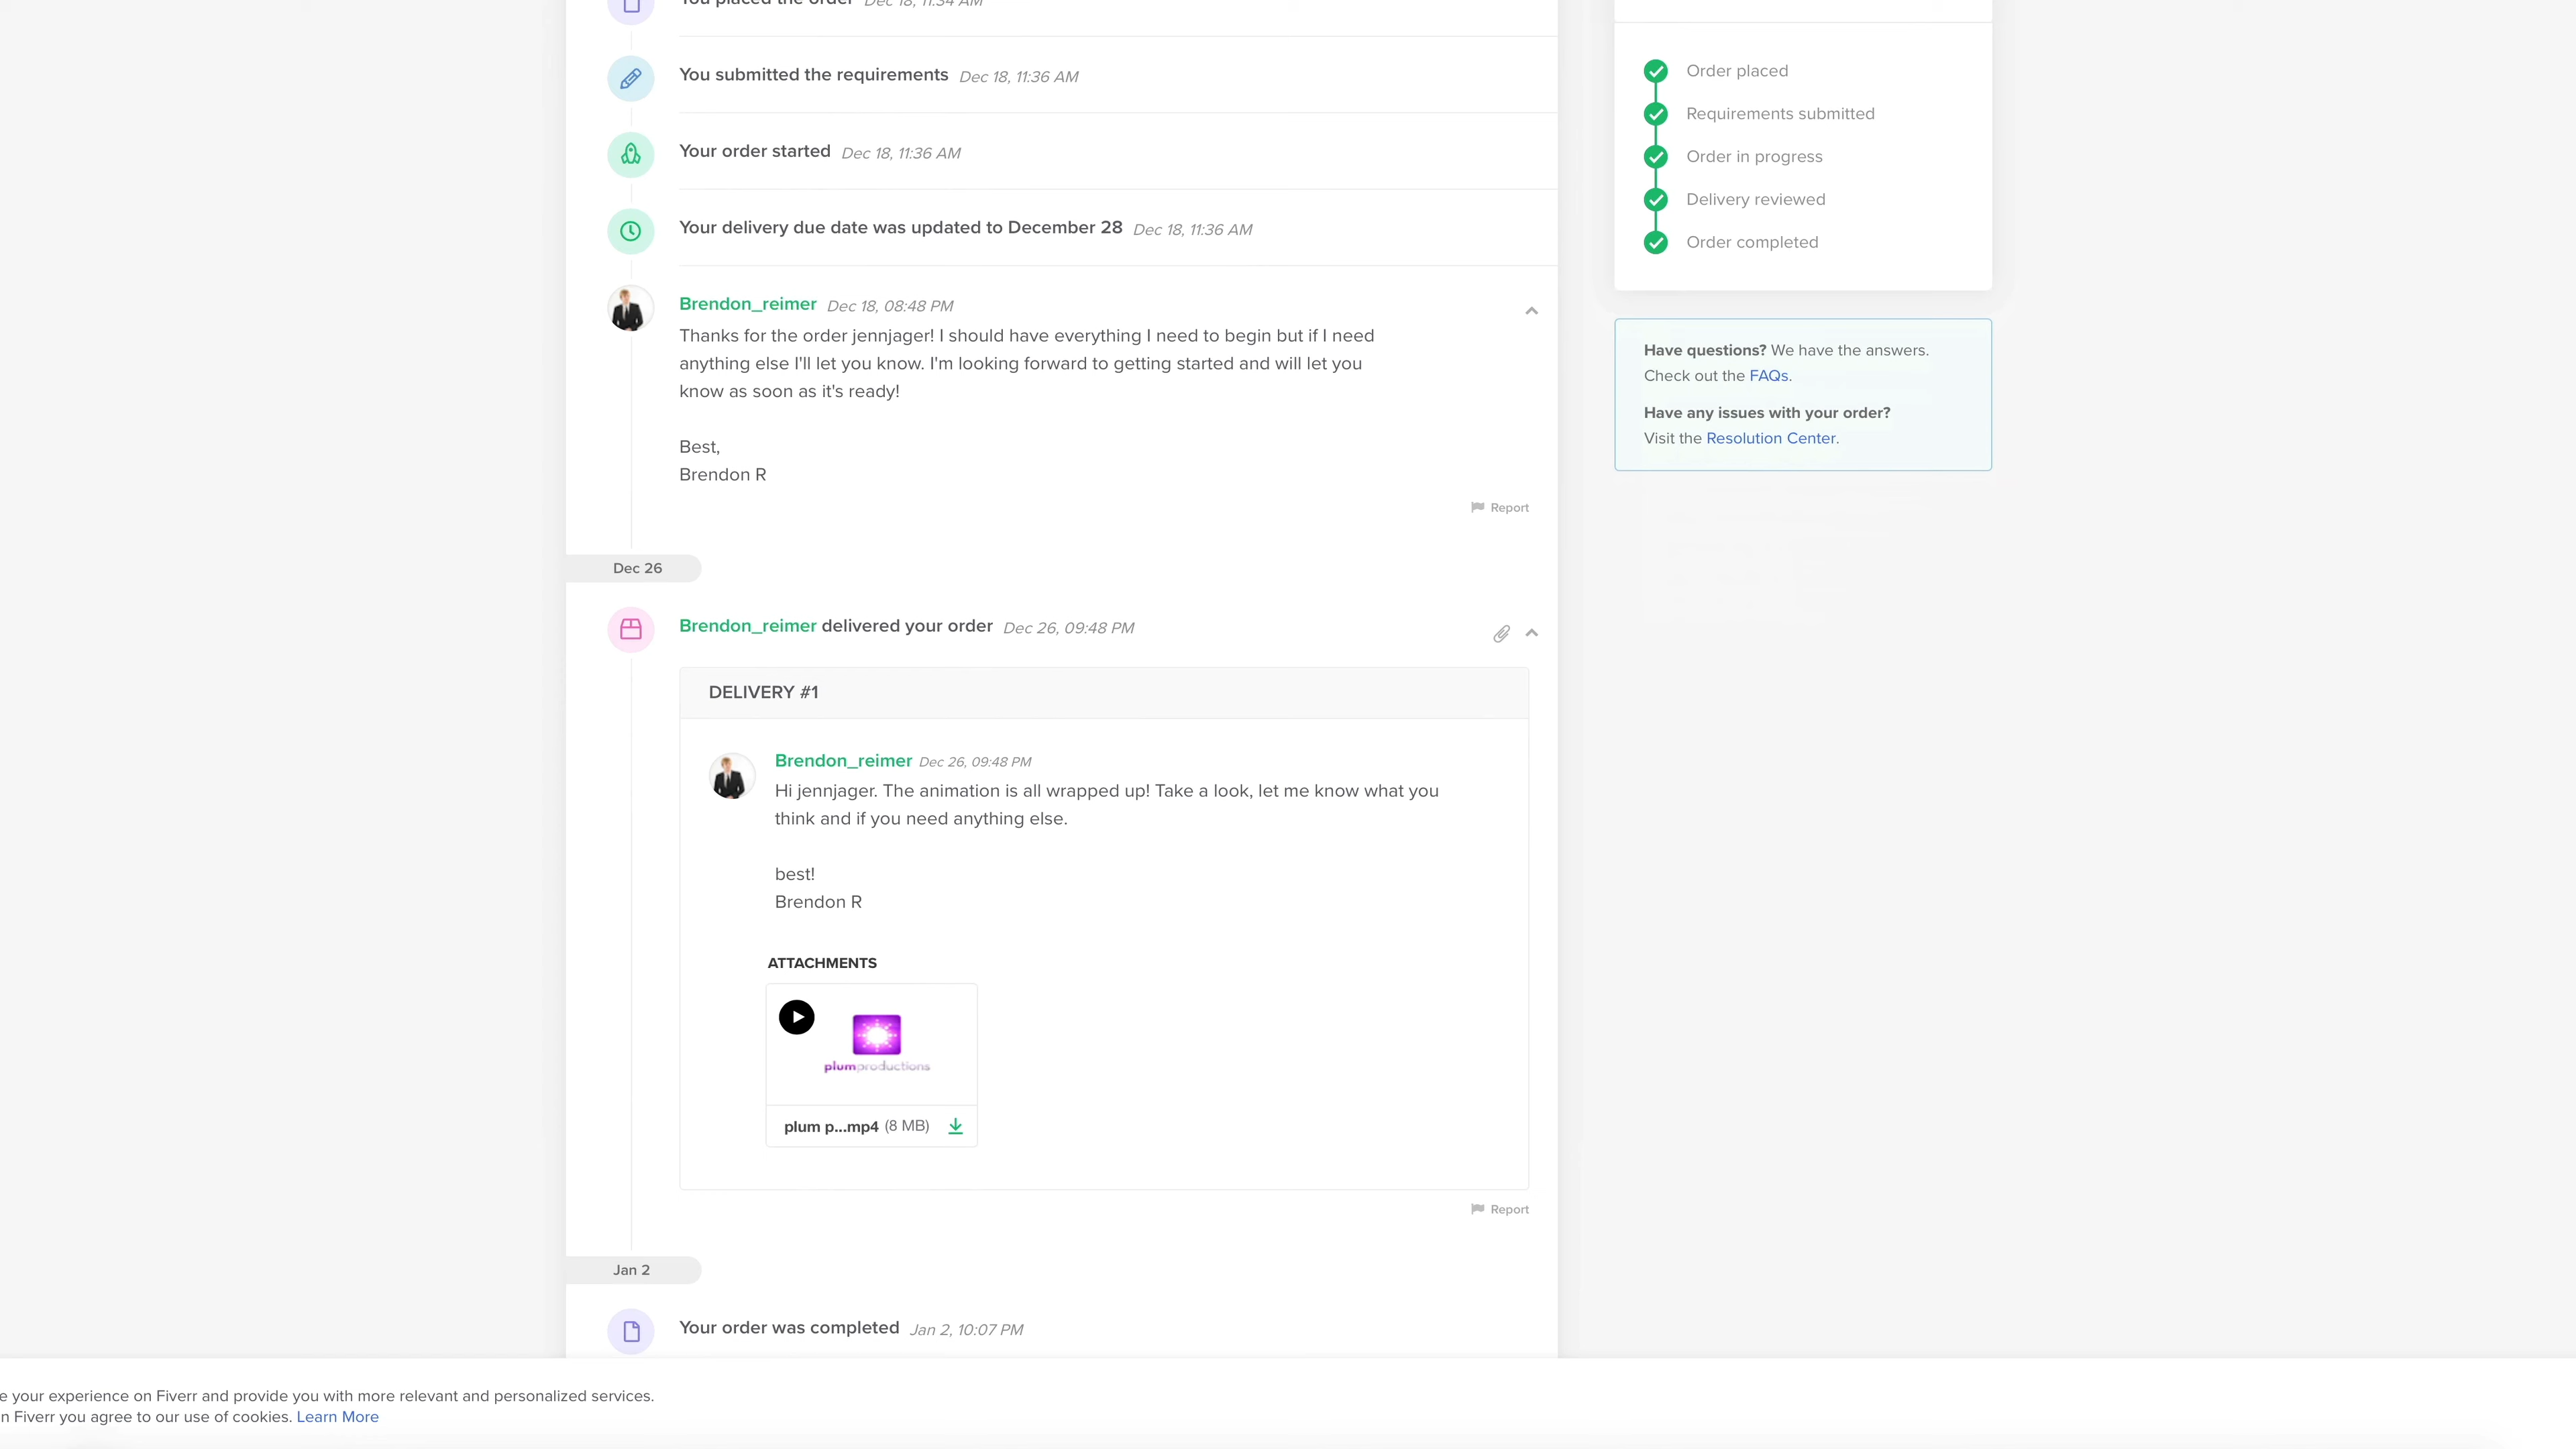 You placed the order Dec 18, 11:34 AM
You submitted the requirements Dec 18, 11:36 AM
Your order started Dec 18, 11:36 AM
Your delivery due date was updated to December 28 Dec 18, 11:36 AM
Brendon_reimer Dec 18, 08:48 PM
Thanks for the order jennjager! I should have everything I need to begin but if I need
anything else I'll let you know. I'm looking forward to getting started and will let you
know as soon as it's ready!
Best,
Brendon R
Report
Dec 26
Brendon_reimer delivered your order Dec 26, 09:48 PM
DELIVERY #1
Brendon_reimer Dec 26, 09:48 PM
Hi jennjager. The animation is all wrapped up! Take a look, let me know what you
think and if you need anything else.
best!
Brendon R
ATTACHMENTS
plumproductions
plum p...mp4 (8 MB)
Report
Jan 2
Your order was completed Jan 2, 10:07 PM
Order placed
Requirements submitted
Order in progress
Delivery reviewed
Order completed
Have questions? We have the answers.
Check out the FAQs.
Have any issues with your order?
Visit the Resolution Center.
e your experience on Fiverr and provide you with more relevant and personalized services.
n Fiverr you agree to our use of cookies. Learn More